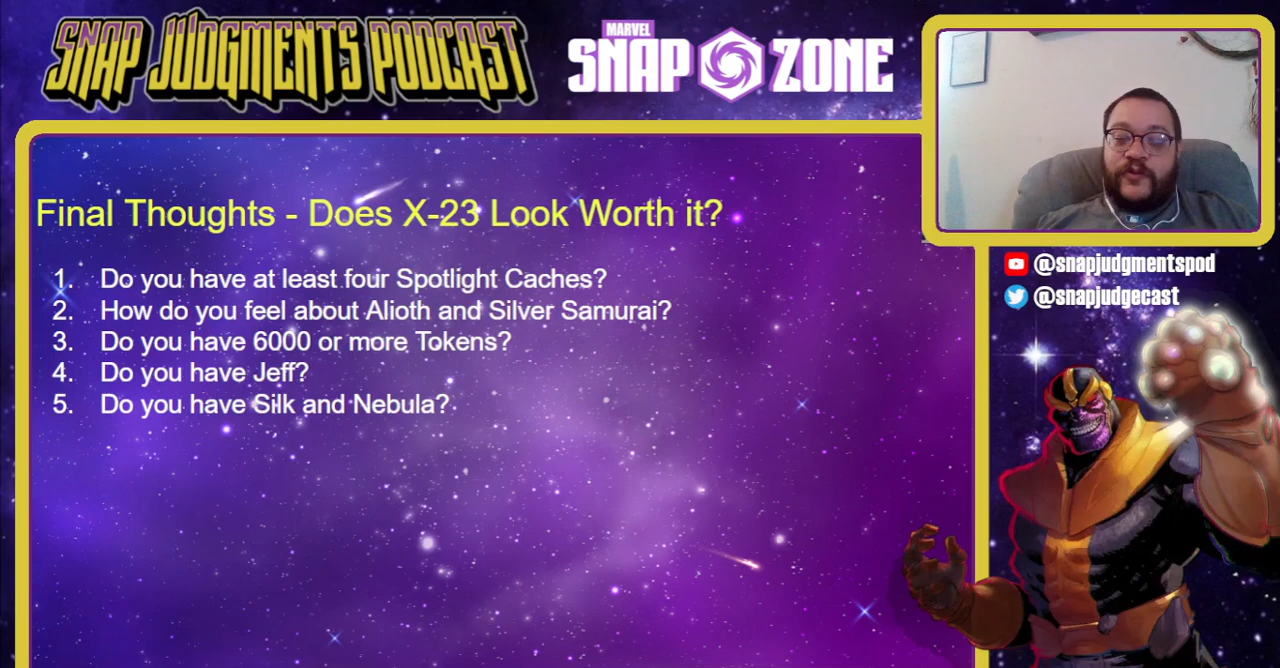 SNAP JUDGMENTS PODCAST
MARVEL
SNAP ZONE
Final Thoughts - Does X-23 Look Worth it?
1. Do you have at least four Spotlight Caches?
2. How do you feel about Alioth and Silver Samurai?
3. Do you have 6000 or more Tokens?
4. Do you have Jeff?
5. Do you have Silk and Nebula?
@snapjudgmentspod
@snapjudgecast